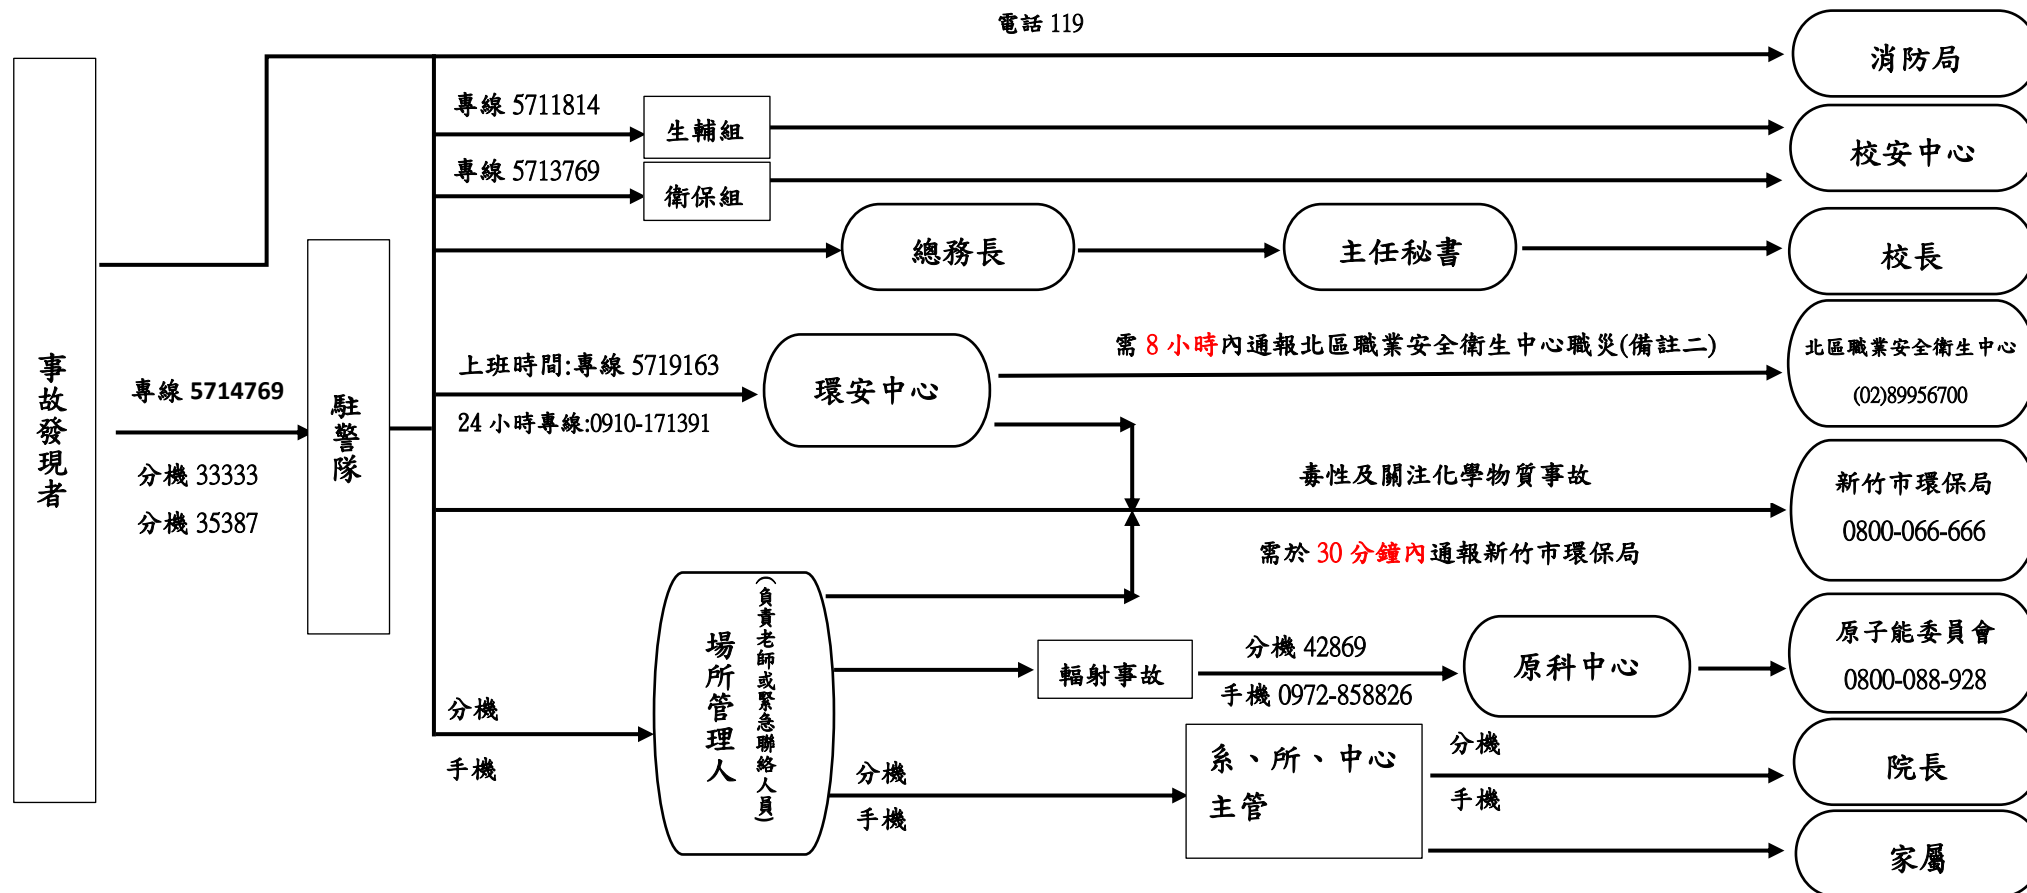 電話 119
消防局
專線 5711814
生輔組
校安中心
專線 5713769
衛保組
總務長
主任秘書
校長
事故發現者
專線 5714769
分機 33333
分機 35387
駐警隊
上班時間:專線 5719163
24 小時專線:0910-171391
環安中心
需 8 小時內通報北區職業安全衛生中心職災(備註二)
北區職業安全衛生中心
(02)89956700
毒性及關注化學物質事故
需於 30 分鐘內通報新竹市環保局
新竹市環保局
0800-066-666
分機
手機
場所管理人
(負責老師或緊急聯絡人員)
輻射事故
分機 42869
手機 0972-858826
原科中心
原子能委員會
0800-088-928
分機
手機
系、所、中心
主管
分機
手機
院長
家屬